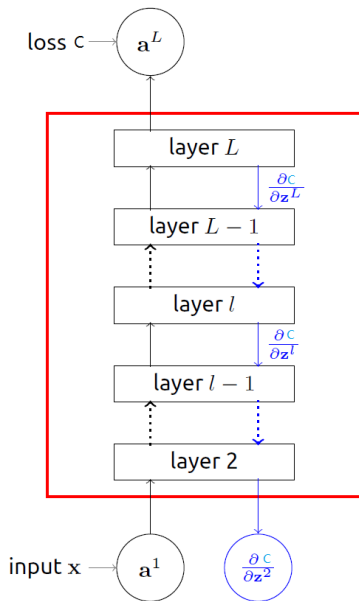 loss C
a^L
layer L
∂C/∂z^L
layer L − 1
layer l
∂C/∂z^l
layer l − 1
layer 2
input x
a^1
∂C/∂z^2